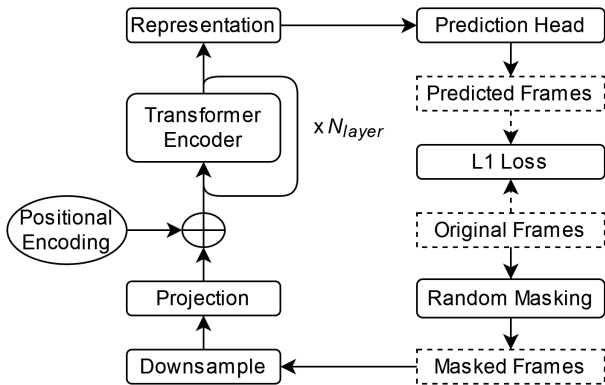 Representation
Prediction Head
Predicted Frames
Transformer
Encoder
x N_layer
L1 Loss
Positional
Encoding
Original Frames
Projection
Random Masking
Downsample
Masked Frames